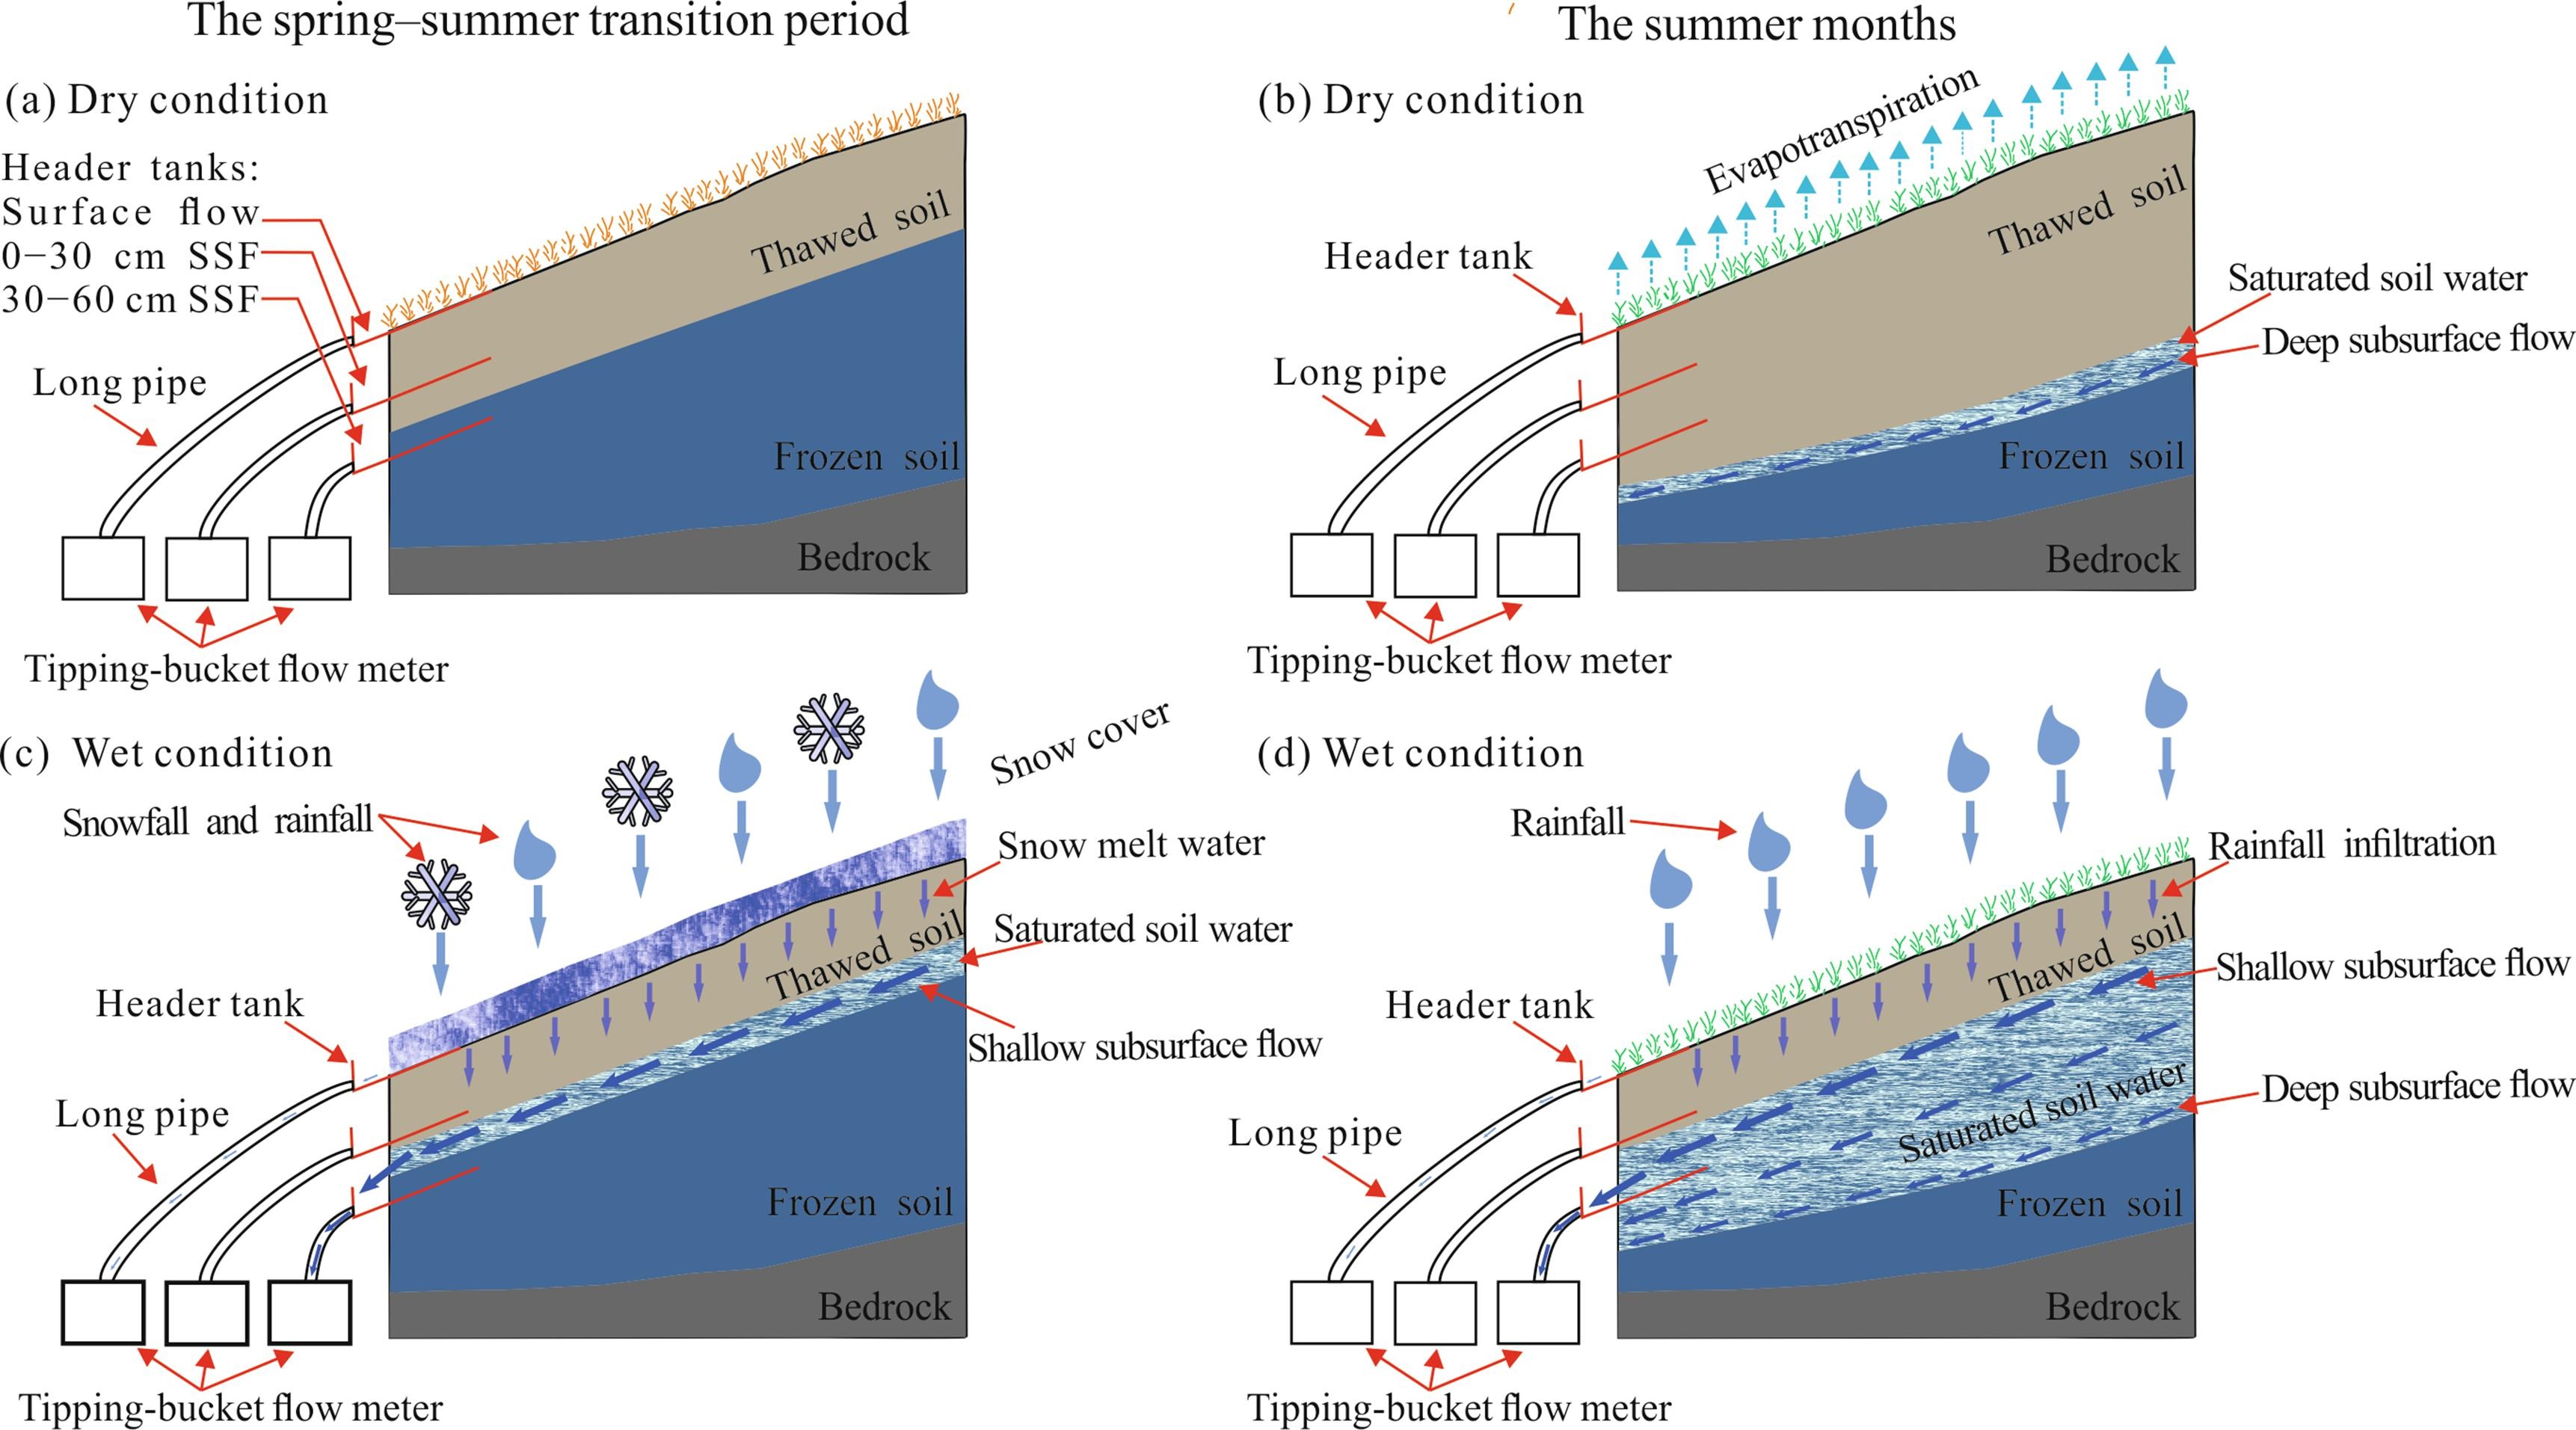 The spring–summer transition period
The summer months
(a) Dry condition
Header tanks:
Surface flow
0–30 cm SSF
30–60 cm SSF
Long pipe
Thawed soil
Frozen soil
Bedrock
Tipping-bucket flow meter
(b) Dry condition
Evapotranspiration
Header tank
Long pipe
Thawed soil
Saturated soil water
Deep subsurface flow
Frozen soil
Bedrock
Tipping-bucket flow meter
(c) Wet condition
Snowfall and rainfall
Snow cover
Snow melt water
Thawed soil
Saturated soil water
Header tank
Shallow subsurface flow
Long pipe
Frozen soil
Bedrock
Tipping-bucket flow meter
(d) Wet condition
Rainfall
Rainfall infiltration
Thawed soil
Shallow subsurface flow
Header tank
Saturated soil water
Deep subsurface flow
Long pipe
Frozen soil
Bedrock
Tipping-bucket flow meter